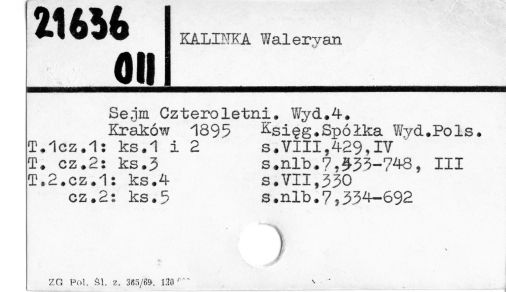 21636
OII
KALINKA Waleryan
Sejm Czteroletni. Wyd.4.
Kraków 1895 Księg.Spółka Wyd.Pols.
T.1cz.1: ks.1 i 2 s.VIII,429,IV
T. cz.2: ks.3 s.nlb.7,433-748, III
T.2.cz.1: ks.4 s.VII,330
cz.2: ks.5 s.nlb.7,334-692
ZG Pol. Śl. z. 365/69.